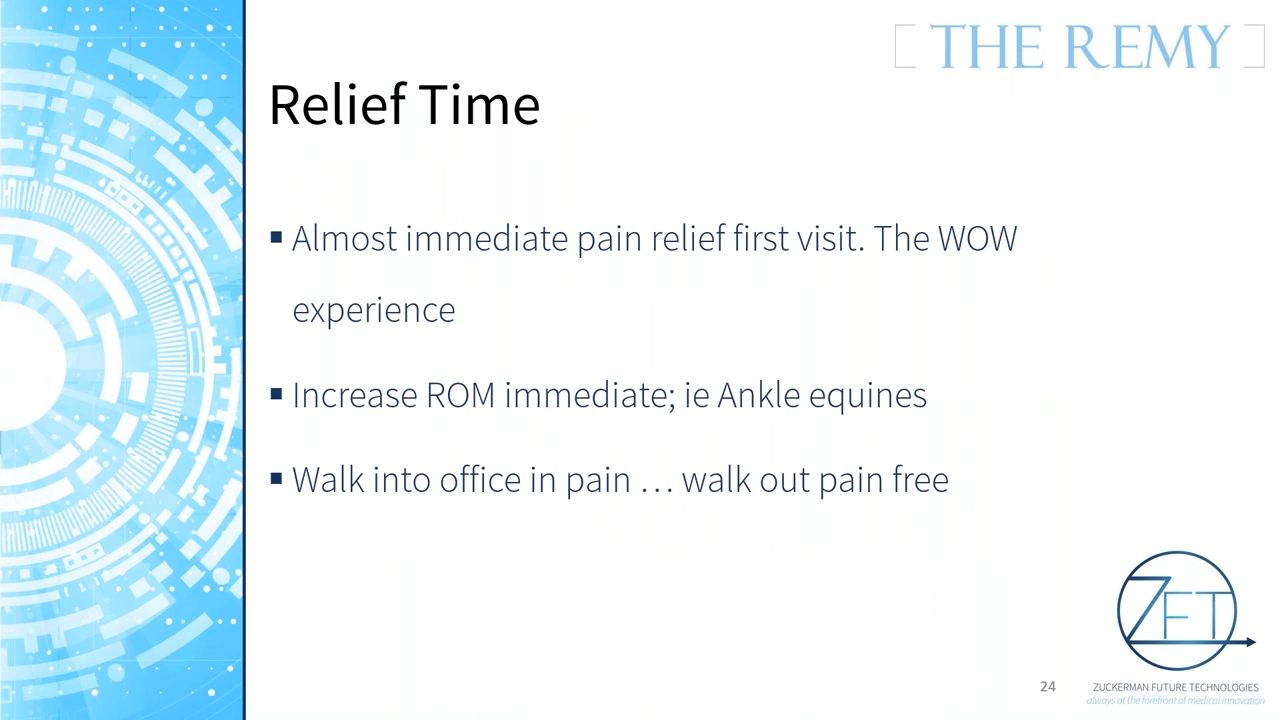 THE REMY
Relief Time
▪ Almost immediate pain relief first visit. The WOW
experience
▪ Increase ROM immediate; ie Ankle equines
▪ Walk into office in pain … walk out pain free
ZFT
24
ZUCKERMAN FUTURE TECHNOLOGIES
always at the forefront of medical innovation